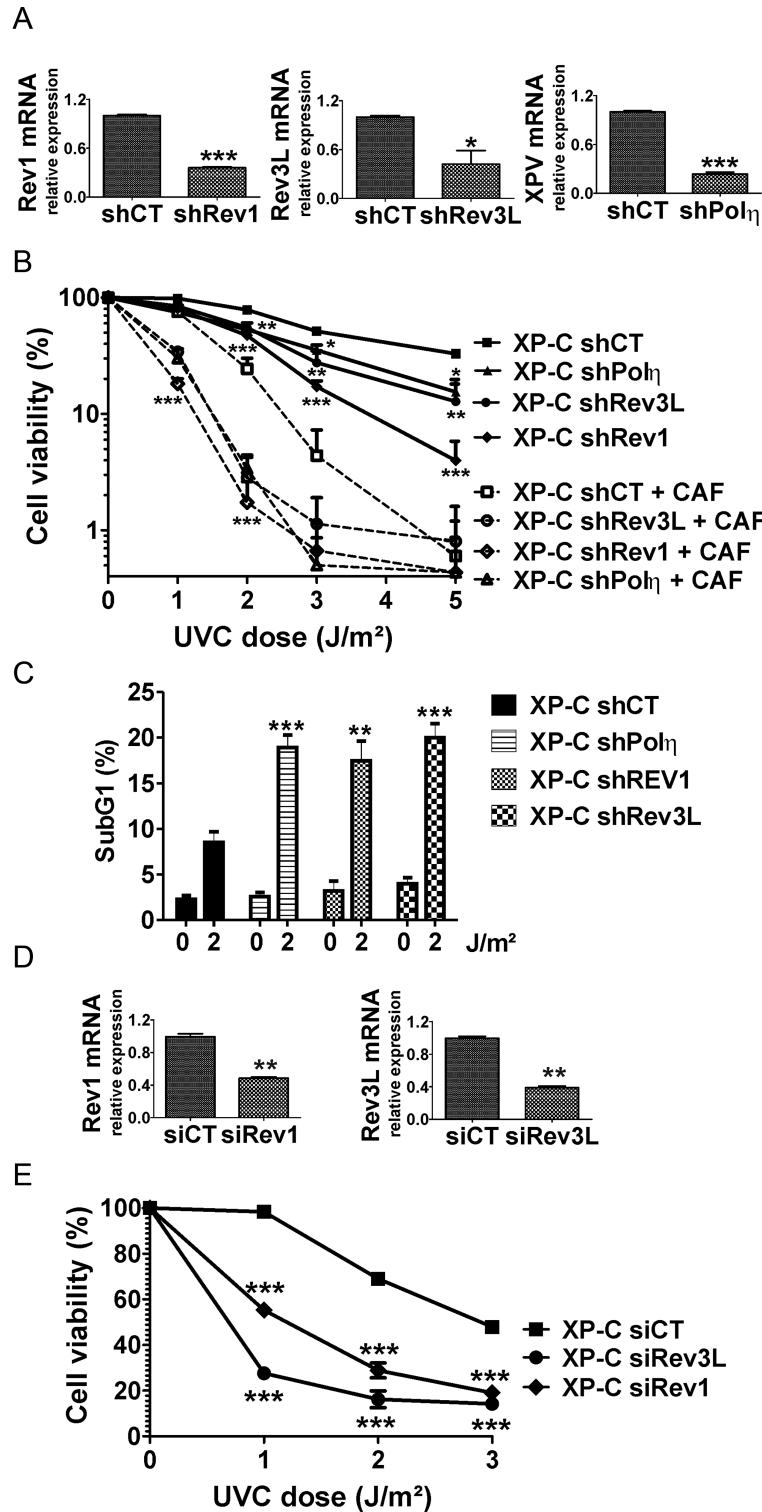 A
Rev1 mRNA
relative expression
1.2
0.6
0.0
***
shCT shRev1
Rev3L mRNA
relative expression
1.2
0.6
0.0
*
shCT shRev3L
XPV mRNA
relative expression
1.2
0.6
0.0
***
shCT shPolη
B
Cell viability (%)
100
10
1
**
*
***
**
***
*
**
***
***
***
0 1 2 3 5
UVC dose (J/m²)
XP-C shCT
XP-C shPolη
XP-C shRev3L
XP-C shRev1
XP-C shCT + CAF
XP-C shRev3L + CAF
XP-C shRev1 + CAF
XP-C shPolη + CAF
C
SubG1 (%)
25
20
15
10
5
0
*** ** ***
0 2 0 2 0 2 0 2 J/m²
XP-C shCT
XP-C shPolη
XP-C shREV1
XP-C shRev3L
D
Rev1 mRNA
relative expression
1.2
0.8
0.4
0.0
**
siCT siRev1
Rev3L mRNA
relative expression
1.2
0.8
0.4
0.0
**
siCT siRev3L
E
Cell viability (%)
100
80
60
40
20
0
***
***
***
***
***
***
0 1 2 3
UVC dose (J/m²)
XP-C siCT
XP-C siRev3L
XP-C siRev1